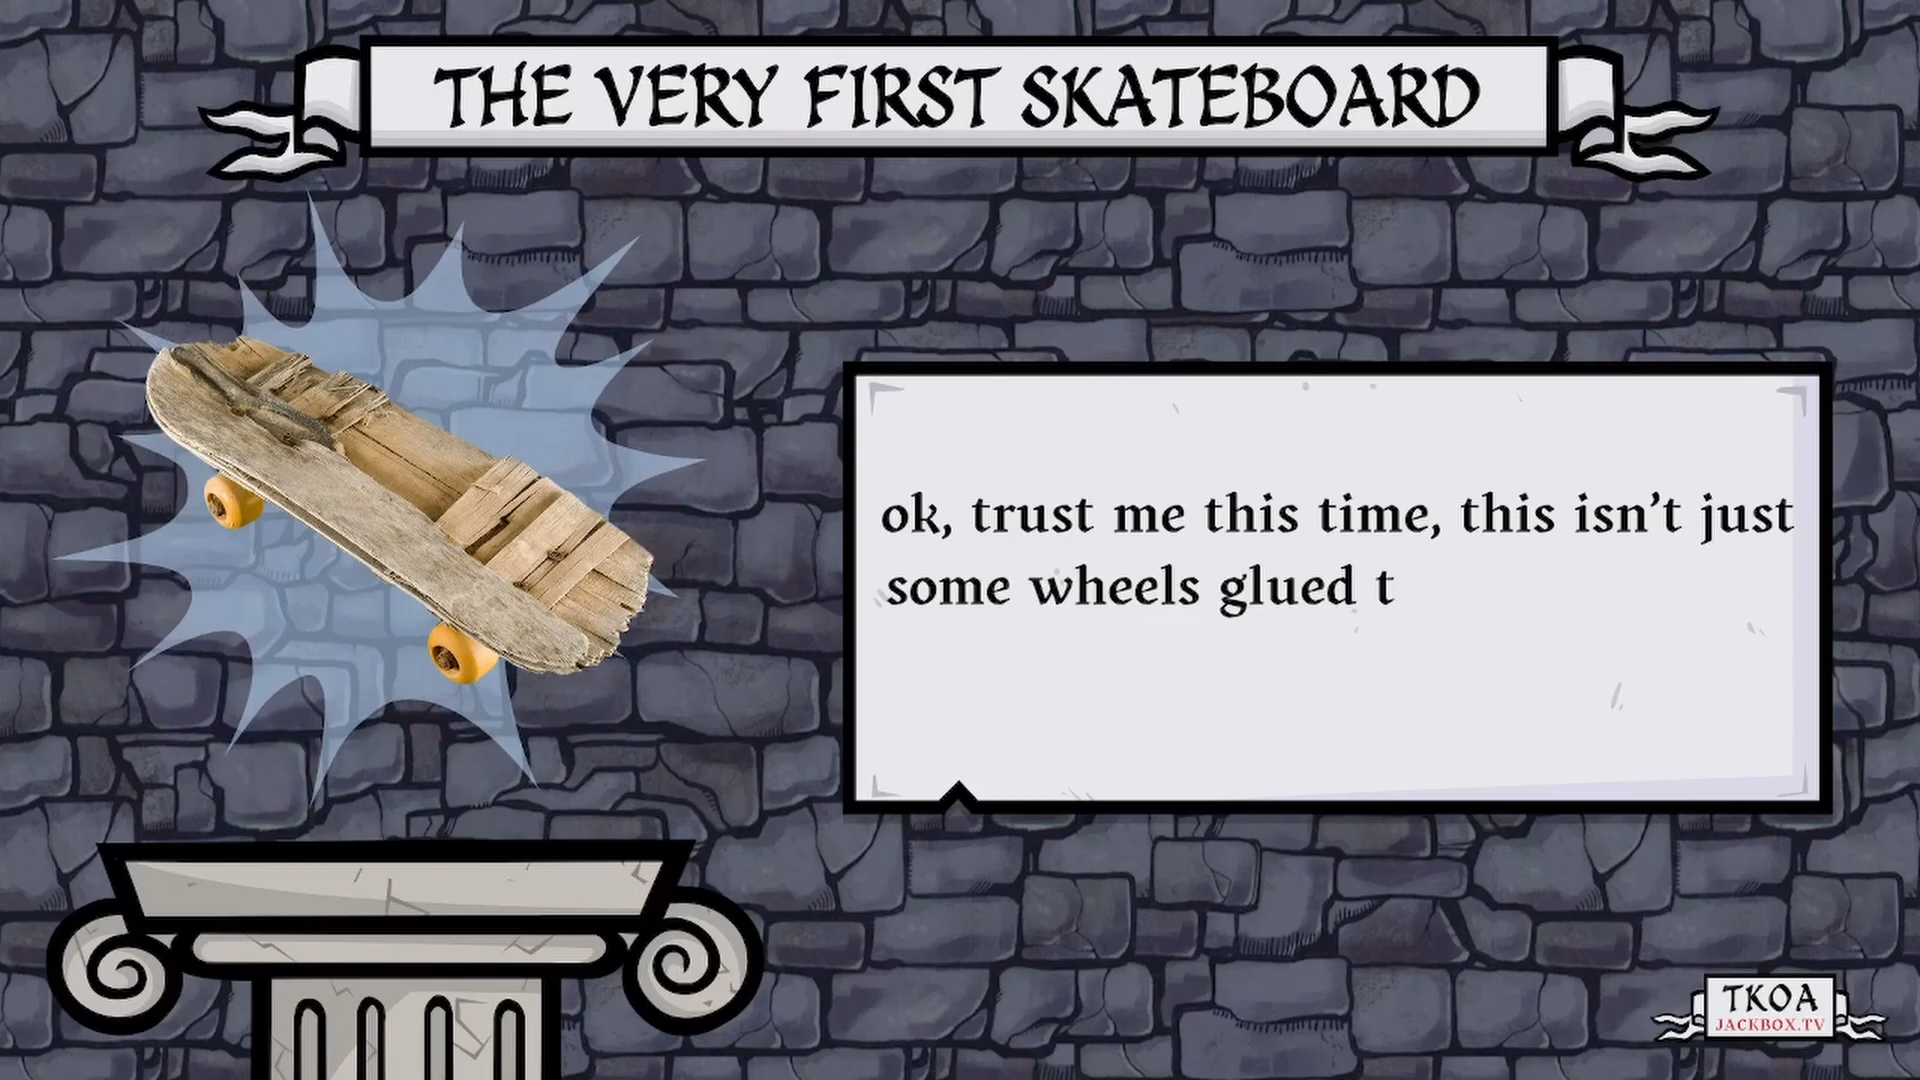 THE VERY FIRST SKATEBOARD
ok, trust me this time, this isn't just
some wheels glued t
TKOA
JACKBOX.TV